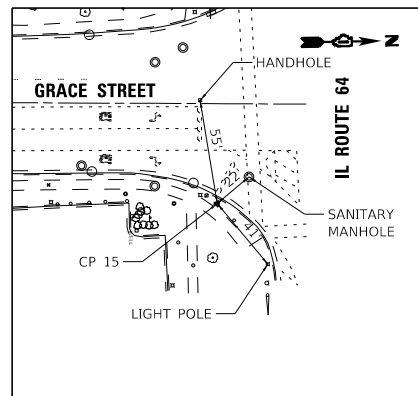 N
HANDHOLE
GRACE STREET
IL ROUTE 64
55'
22'
41'
SANITARY
MANHOLE
CP 15
LIGHT POLE